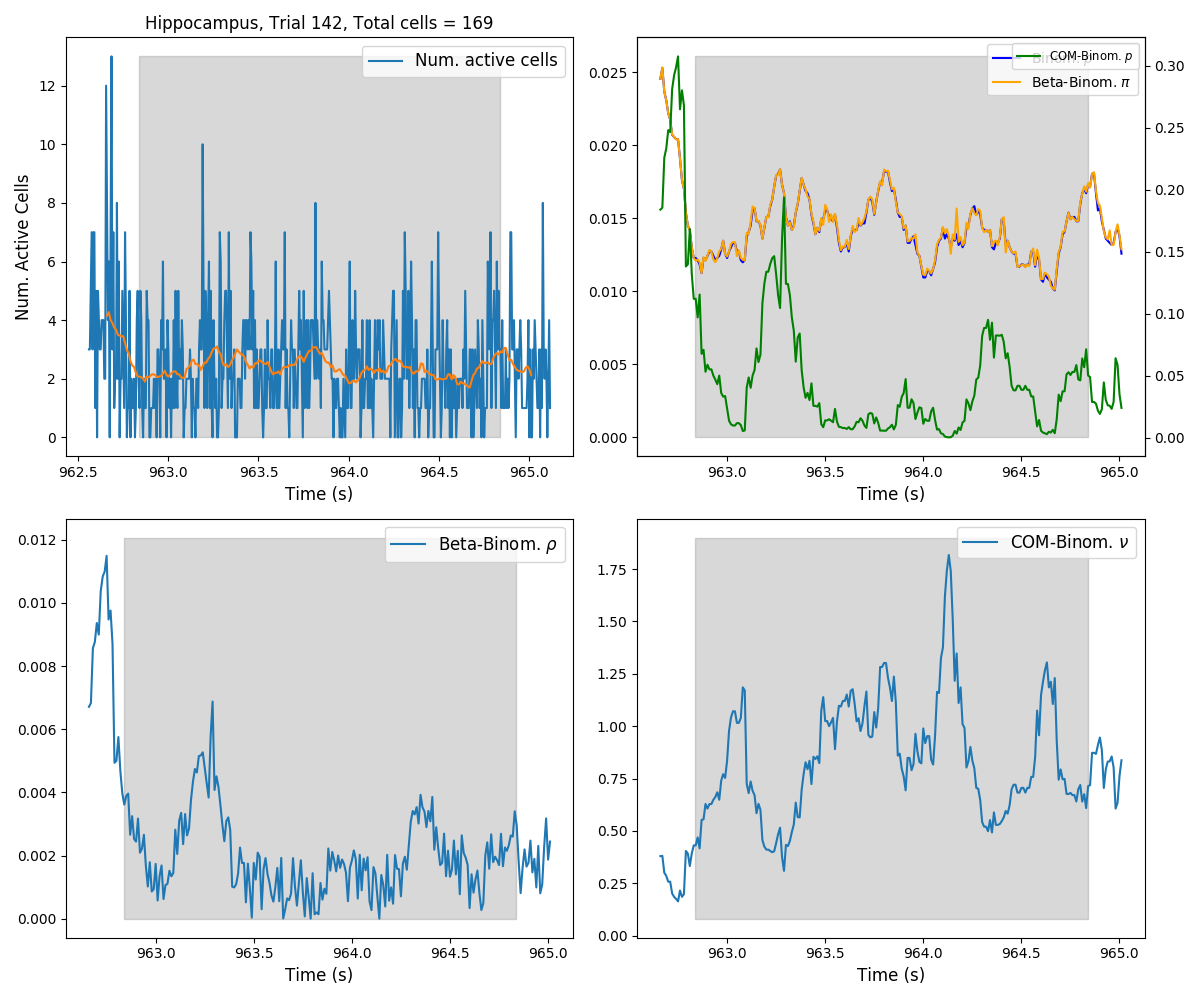 Hippocampus, Trial 142, Total cells = 169
Num. active cells
Num. Active Cells
12
10
8
6
4
2
0
962.5 963.0 963.5 964.0 964.5 965.0
Time (s)
COM-Binom. p
Binom. p
Beta-Binom. π
0.025
0.020
0.015
0.010
0.005
0.000
0.30
0.25
0.20
0.15
0.10
0.05
0.00
963.0 963.5 964.0 964.5 965.0
Time (s)
Beta-Binom. ρ
0.012
0.010
0.008
0.006
0.004
0.002
0.000
963.0 963.5 964.0 964.5 965.0
Time (s)
COM-Binom. ν
1.75
1.50
1.25
1.00
0.75
0.50
0.25
0.00
963.0 963.5 964.0 964.5 965.0
Time (s)